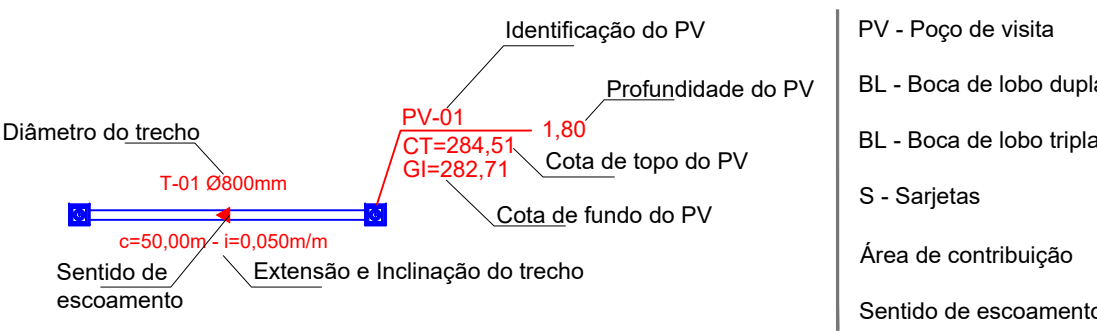 Identificação do PV
Profundidade do PV
PV-01
1,80
Diâmetro do trecho
CT=284,51
Cota de topo do PV
GI=282,71
T-01 Ø800mm
Cota de fundo do PV
c=50,00m - i=0,050m/m
Sentido de
escoamento
Extensão e Inclinação do trecho
PV - Poço de visita
BL - Boca de lobo dupla
BL - Boca de lobo tripla
S - Sarjetas
Área de contribuição
Sentido de escoamento